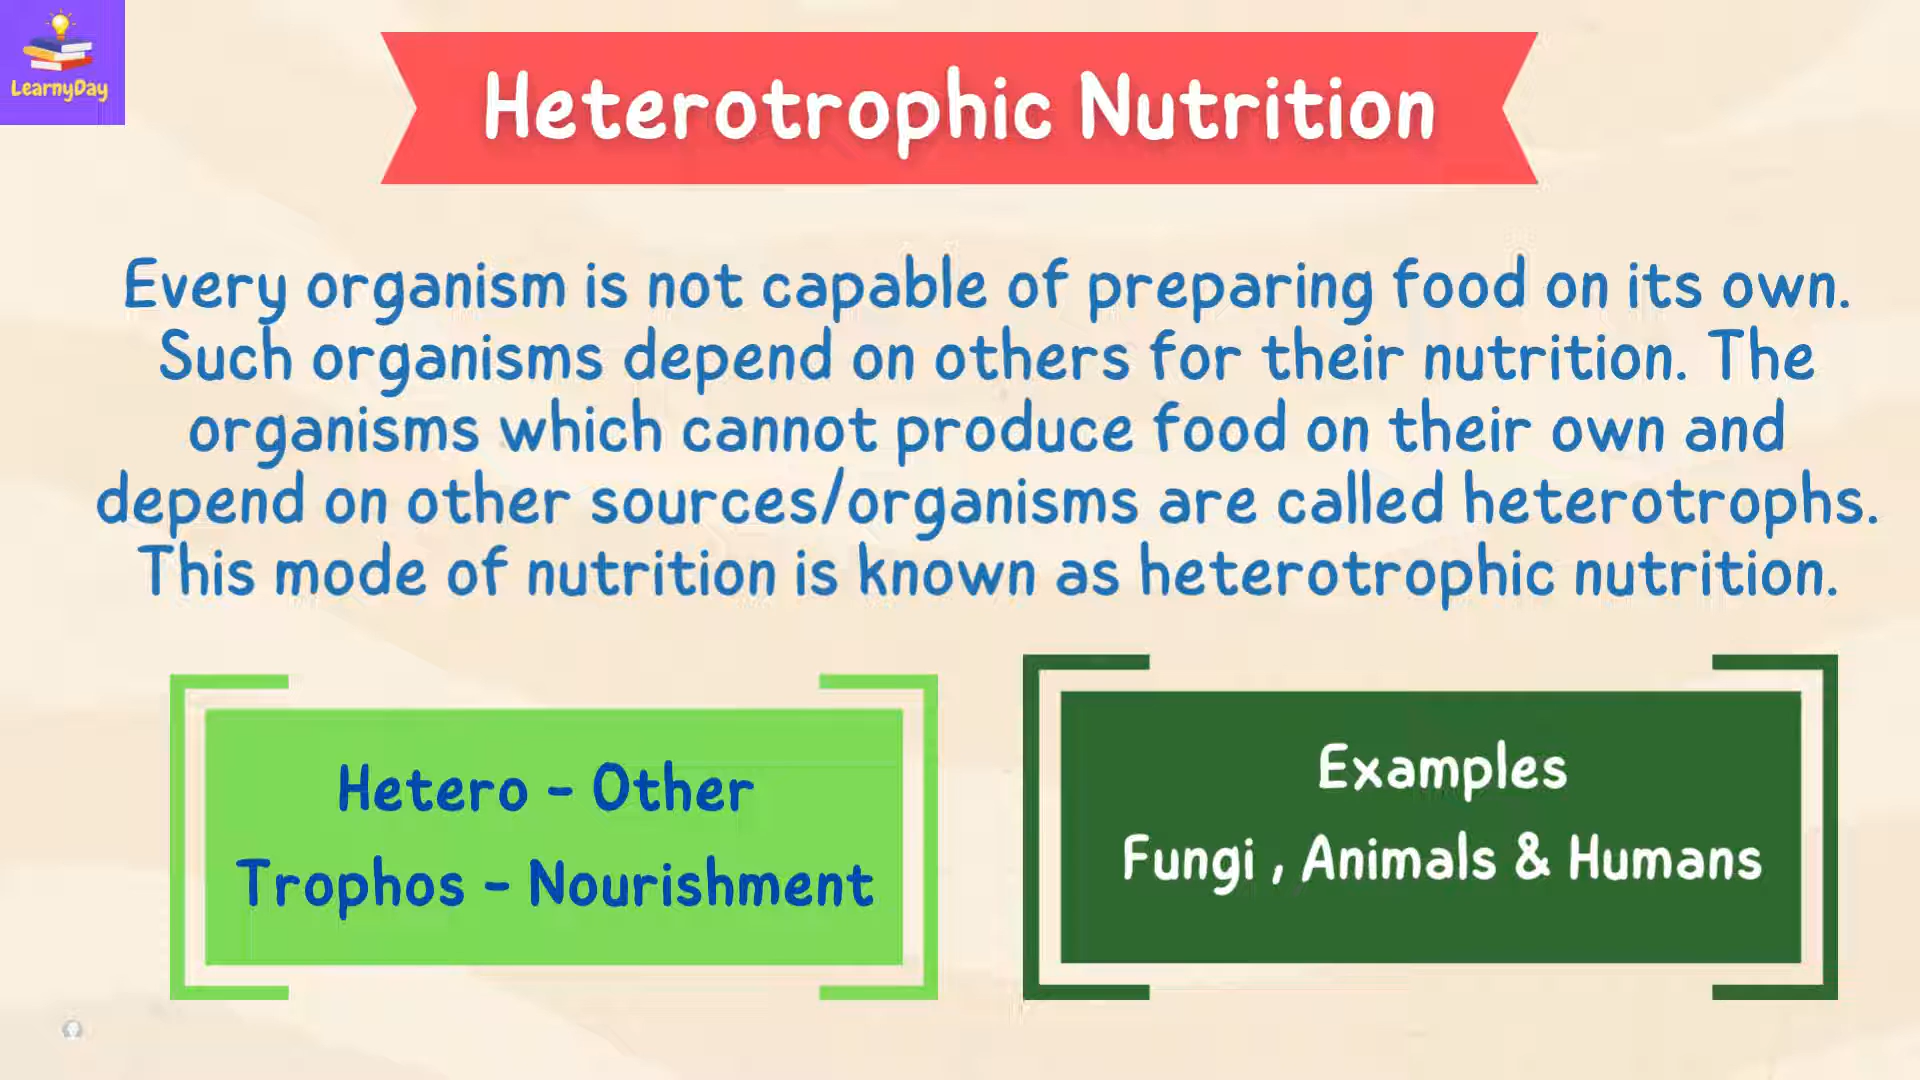 LearnyDay
Heterotrophic Nutrition
Every organism is not capable of preparing food on its own.
Such organisms depend on others for their nutrition. The
organisms which cannot produce food on their own and
depend on other sources/organisms are called heterotrophs.
This mode of nutrition is known as heterotrophic nutrition.
Hetero - Other
Trophos - Nourishment
Examples
Fungi , Animals & Humans